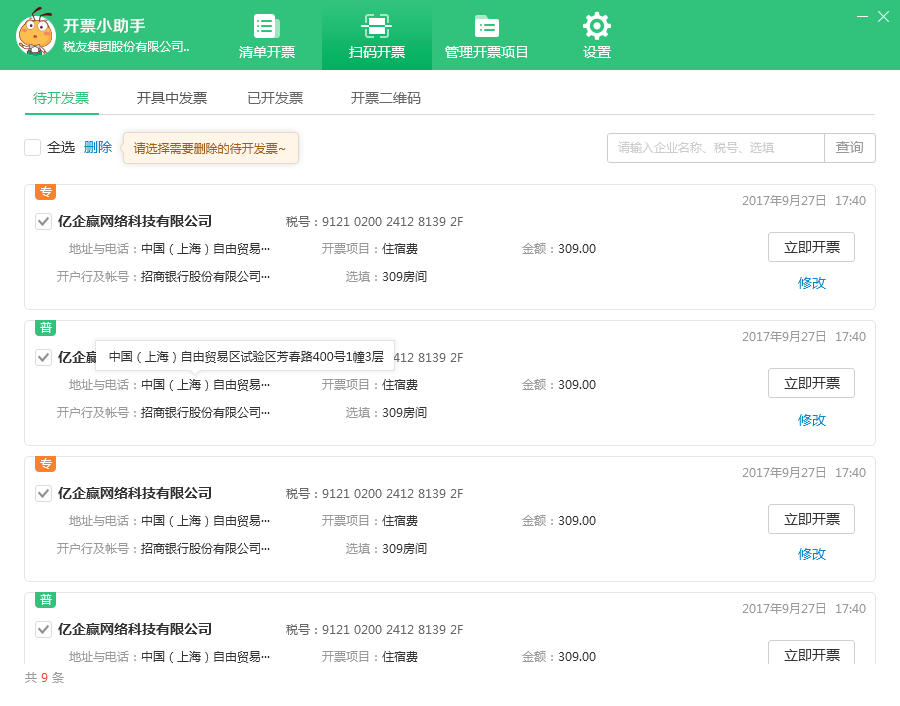 开票小助手
税友集团股份有限公司..
清单开票 扫码开票 管理开票项目 设置
待开发票 开具中发票 已开发票 开票二维码
全选 删除 请选择需要删除的待开发票~ 请输入企业名称、税号、选填 查询
专 2017年9月27日 17:40
亿企赢网络科技有限公司 税号：9121 0200 2412 8139 2F
地址与电话：中国（上海）自由贸易··· 开票项目：住宿费 金额：309.00 立即开票
开户行及帐号：招商银行股份有限公司··· 选填：309房间 修改
普 2017年9月27日 17:40
亿企 中国（上海）自由贸易区试验区芳春路400号1幢3层 412 8139 2F
地址与电话：中国（上海）自由贸易··· 开票项目：住宿费 金额：309.00 立即开票
开户行及帐号：招商银行股份有限公司··· 选填：309房间 修改
专 2017年9月27日 17:40
亿企赢网络科技有限公司 税号：9121 0200 2412 8139 2F
地址与电话：中国（上海）自由贸易··· 开票项目：住宿费 金额：309.00 立即开票
开户行及帐号：招商银行股份有限公司··· 选填：309房间 修改
普 2017年9月27日 17:40
亿企赢网络科技有限公司 税号：9121 0200 2412 8139 2F
地址与电话：中国（上海）自由贸易··· 开票项目：住宿费 金额：309.00 立即开票
共 9 条